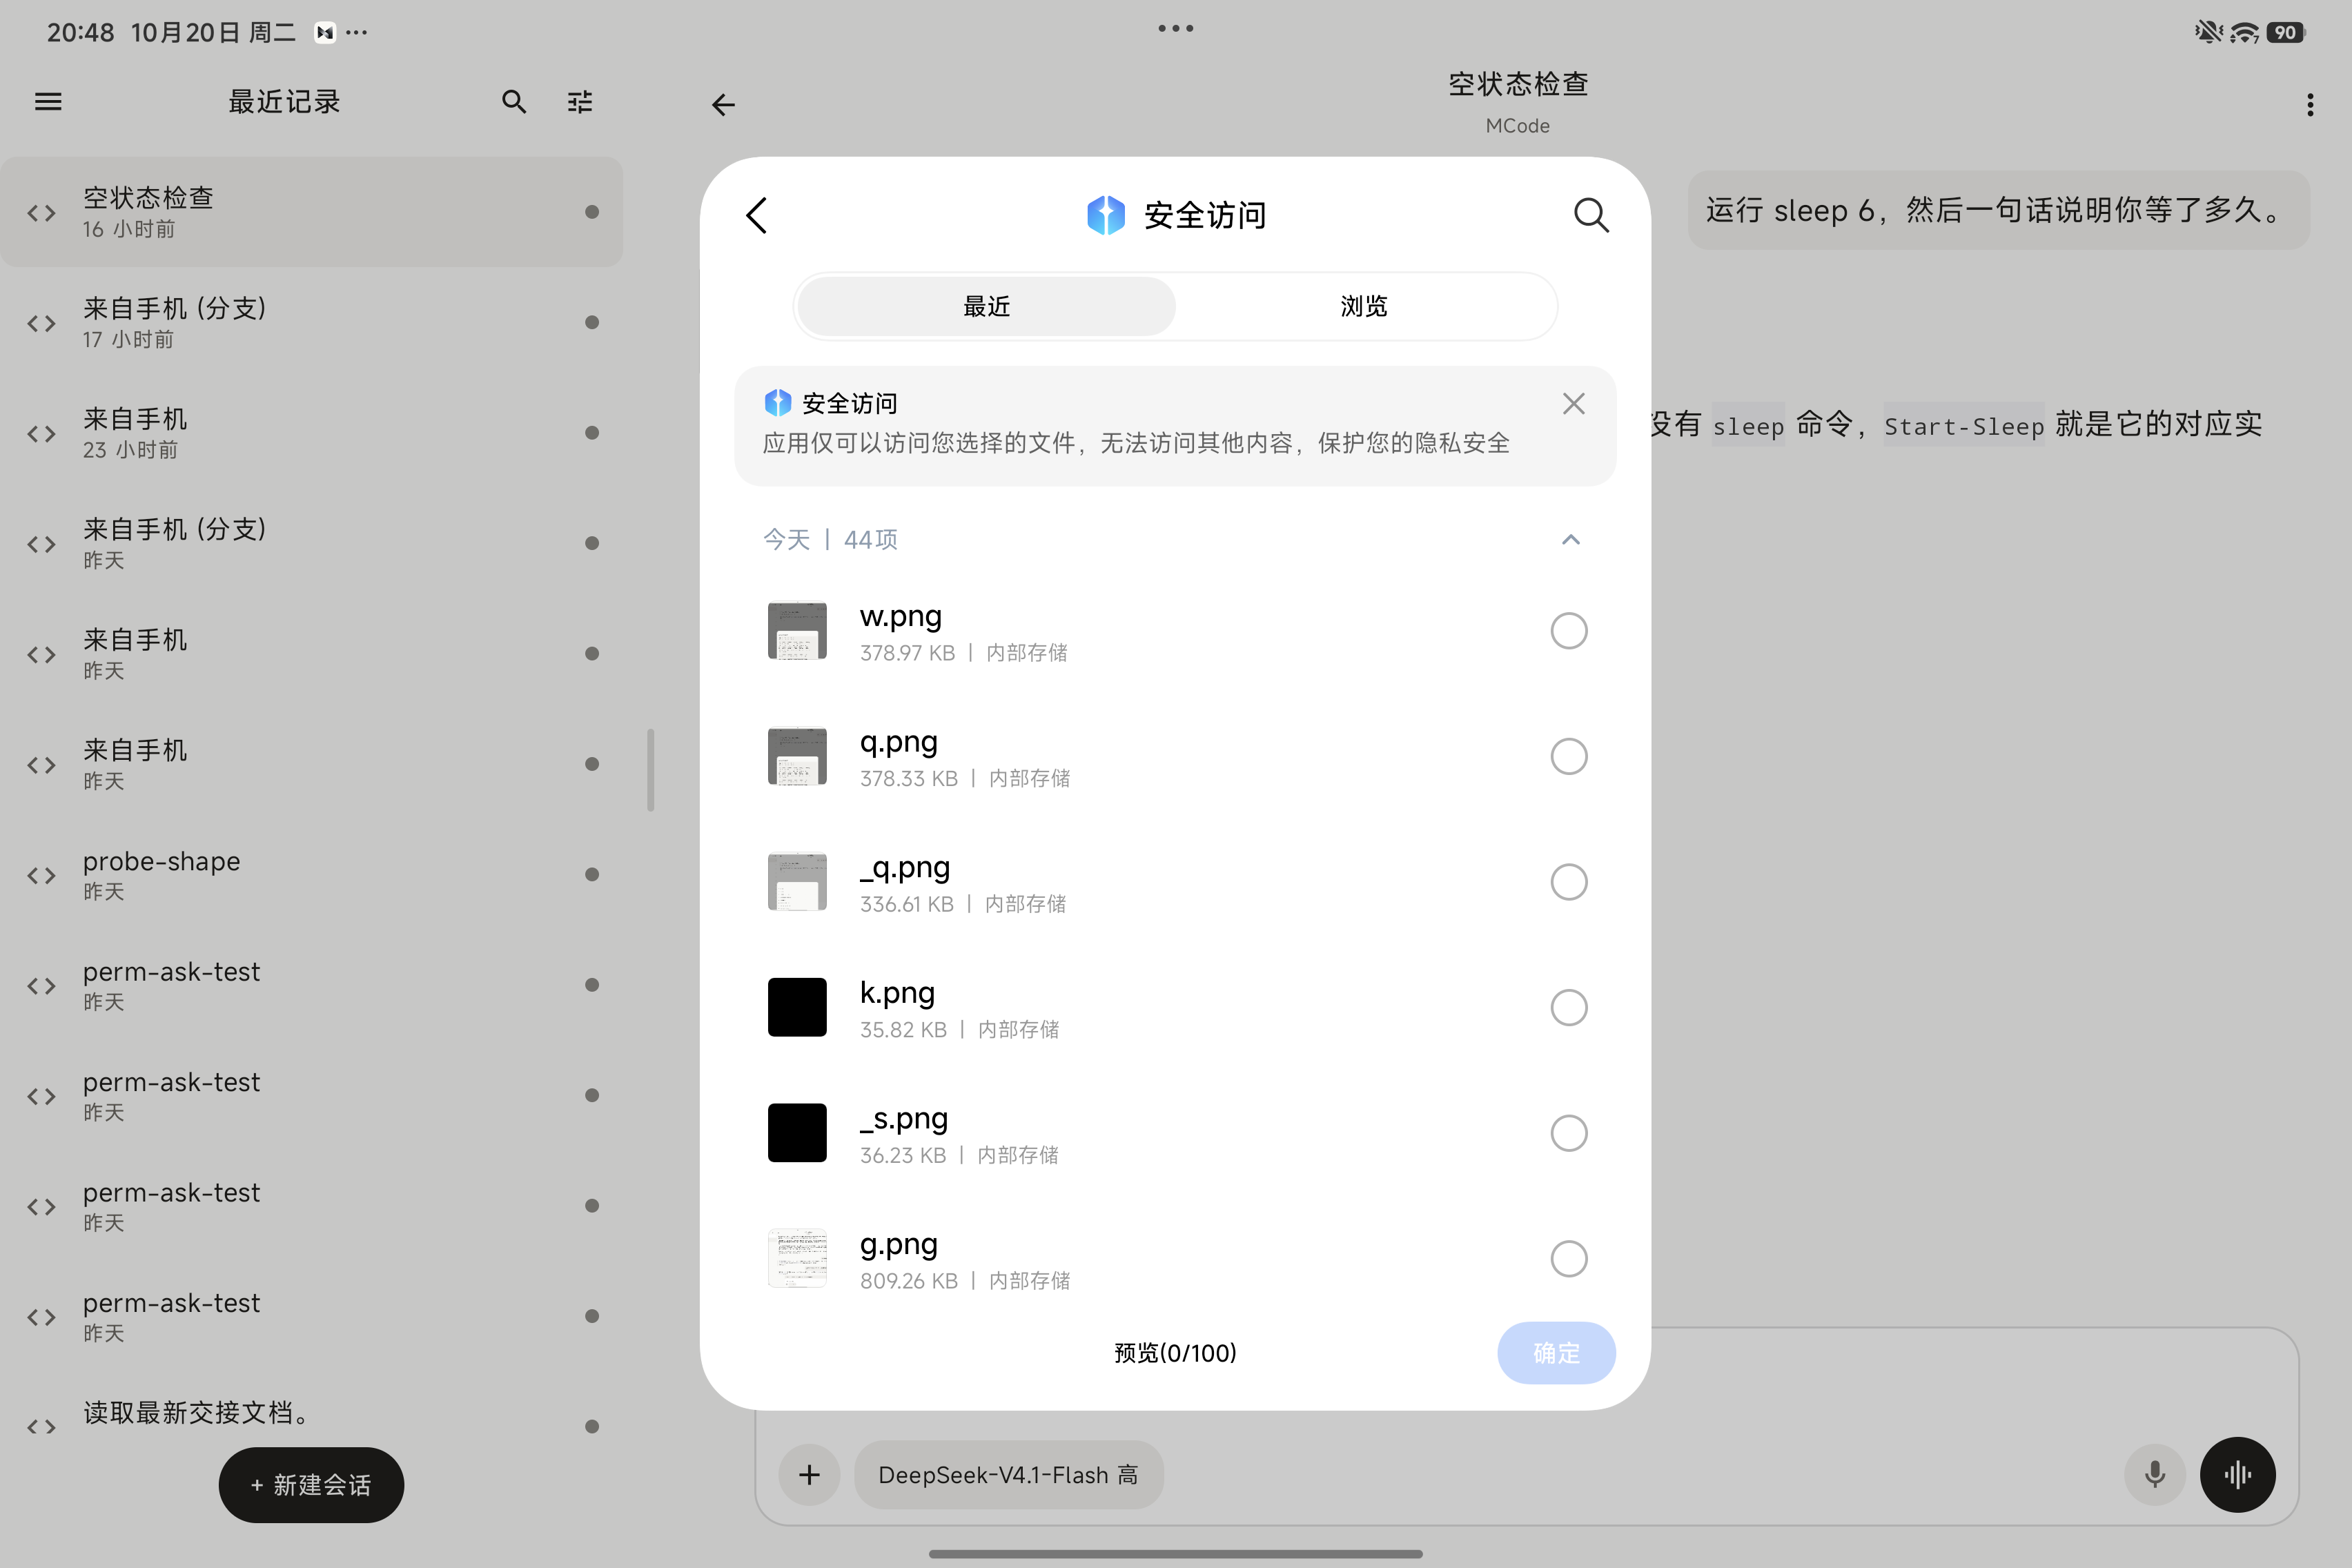 20:48 10月20日 周二
90
最近记录
空状态检查
16 小时前
来自手机 (分支)
17 小时前
来自手机
23 小时前
来自手机 (分支)
昨天
来自手机
昨天
来自手机
昨天
probe-shape
昨天
perm-ask-test
昨天
perm-ask-test
昨天
perm-ask-test
昨天
perm-ask-test
昨天
读取最新交接文档。
+ 新建会话
空状态检查
MCode
运行 sleep 6，然后一句话说明你等了多久。
没有 sleep 命令，Start-Sleep 就是它的对应实
安全访问
最近
浏览
安全访问
应用仅可以访问您选择的文件，无法访问其他内容，保护您的隐私安全
今天 | 44项
w.png
378.97 KB | 内部存储
q.png
378.33 KB | 内部存储
_q.png
336.61 KB | 内部存储
k.png
35.82 KB | 内部存储
_s.png
36.23 KB | 内部存储
g.png
809.26 KB | 内部存储
预览(0/100)
确定
DeepSeek-V4.1-Flash 高